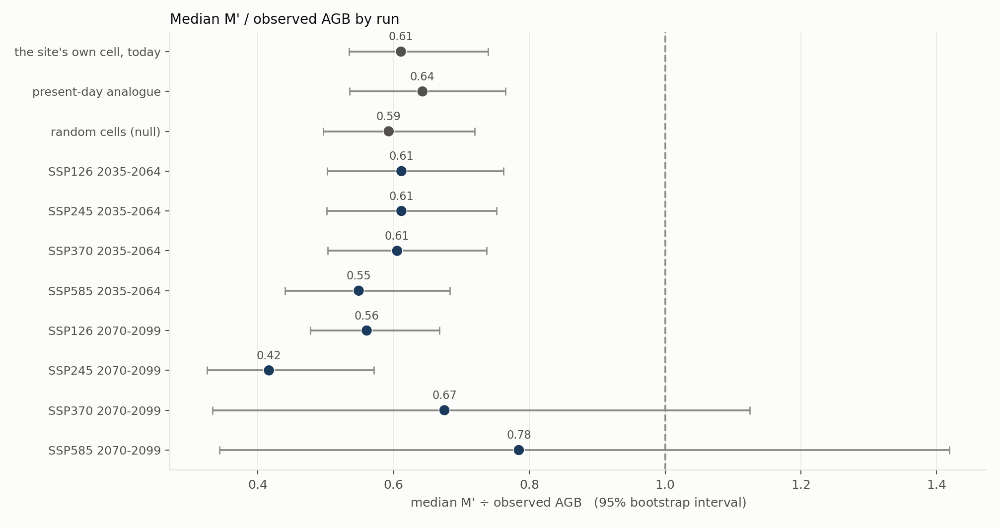 Median M' / observed AGB by run
the site's own cell, today
0.61
present-day analogue
0.64
random cells (null)
0.59
SSP126 2035-2064
0.61
SSP245 2035-2064
0.61
SSP370 2035-2064
0.61
SSP585 2035-2064
0.55
SSP126 2070-2099
0.56
SSP245 2070-2099
0.42
SSP370 2070-2099
0.67
SSP585 2070-2099
0.78
0.4 0.6 0.8 1.0 1.2 1.4
median M' ÷ observed AGB (95% bootstrap interval)